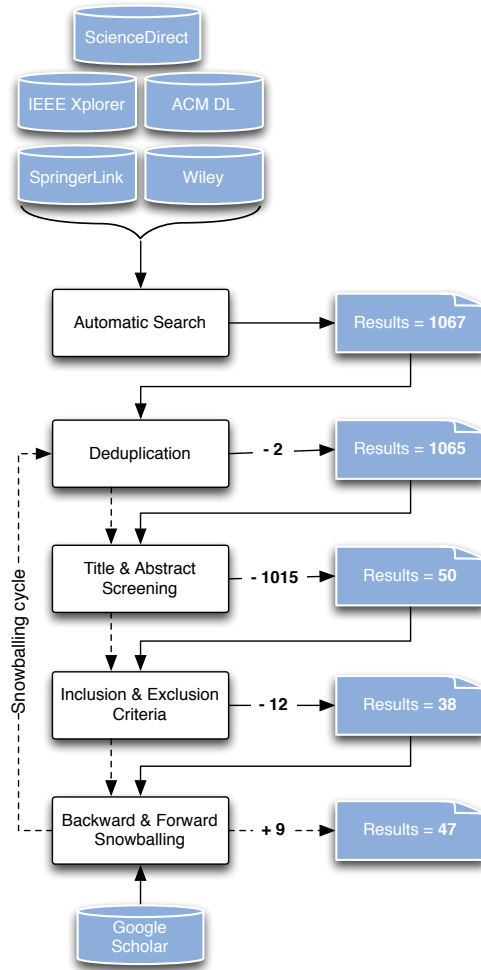 ScienceDirect
IEEE Xplorer
ACM DL
SpringerLink
Wiley
Automatic Search
Results = 1067
Deduplication
- 2
Results = 1065
Title & Abstract
Screening
- 1015
Results = 50
Snowballing cycle
Inclusion & Exclusion
Criteria
- 12
Results = 38
Backward & Forward
Snowballing
+ 9
Results = 47
Google
Scholar